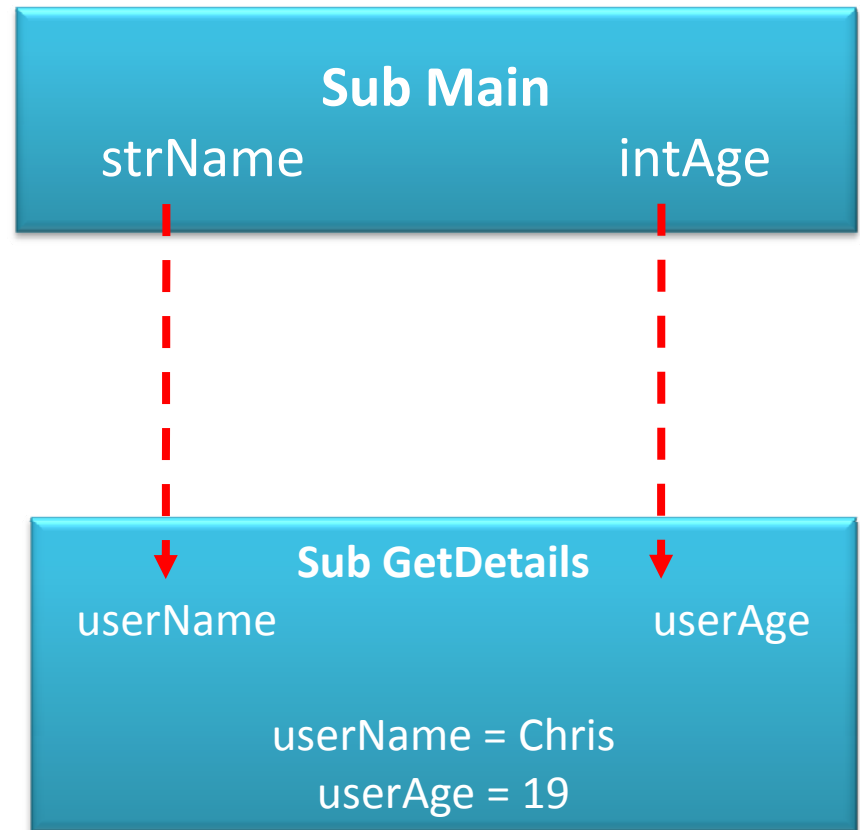 Sub Main
strName intAge
Sub GetDetails
userName userAge
userName = Chris
userAge = 19